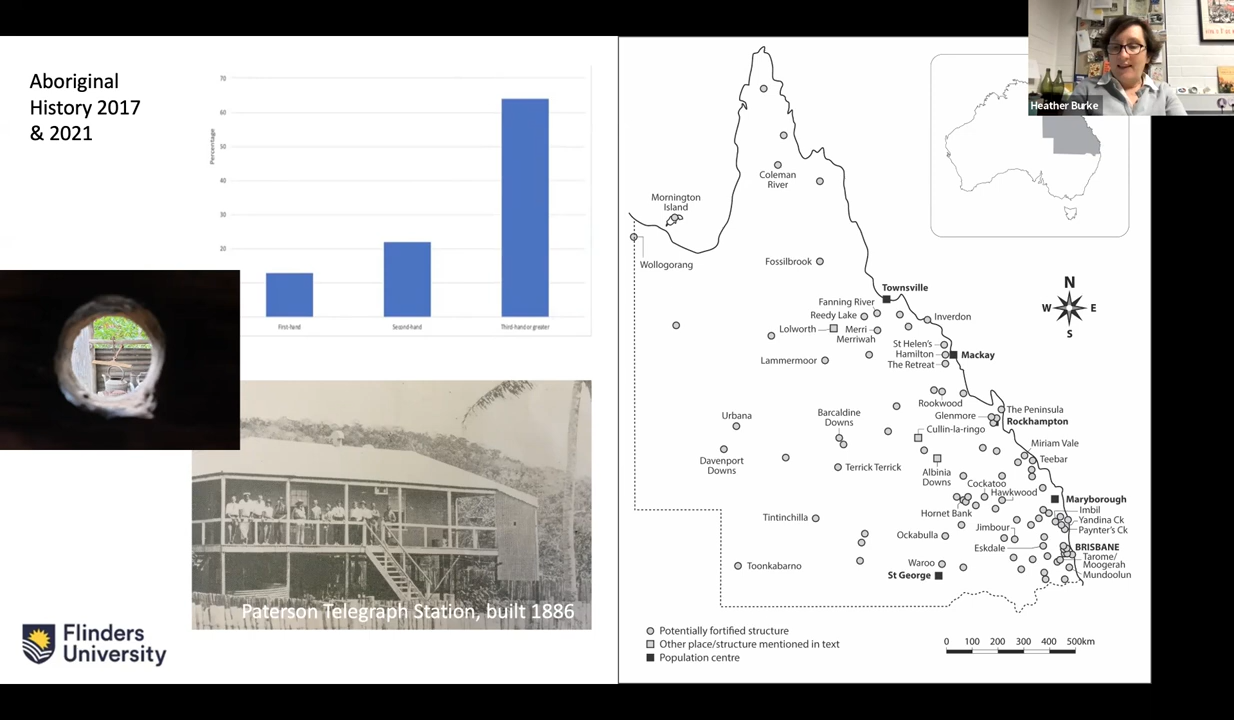 Aboriginal
History 2017
& 2021
Percentage
70
60
50
40
30
20
First-hand
Second-hand
Third-hand or greater
Paterson Telegraph Station, built 1886
Flinders
University
Heather Burke
Coleman
River
Mornington
Island
Wollogorang
Fossilbrook
Townsville
Fanning River
Reedy Lake
Inverdon
Lolworth
Merri
Merriwah
St Helen's
Hamilton
Mackay
The Retreat
Lammermoor
Rookwood
The Peninsula
Glenmore
Rockhampton
Urbana
Barcaldine
Downs
Cullin-la-ringo
Miriam Vale
Teebar
Davenport
Downs
Terrick Terrick
Albinia
Downs
Cockatoo
Hawkwood
Maryborough
Hornet Bank
Imbil
Yandina Ck
Paynter's Ck
Tintinchilla
Jimbour
Ockabulla
Eskdale
BRISBANE
Tarome/
Moogerah
Mundoolun
Toonkabarno
Waroo
St George
N
W
E
S
Potentially fortified structure
Other place/structure mentioned in text
Population centre
0 100 200 300 400 500km